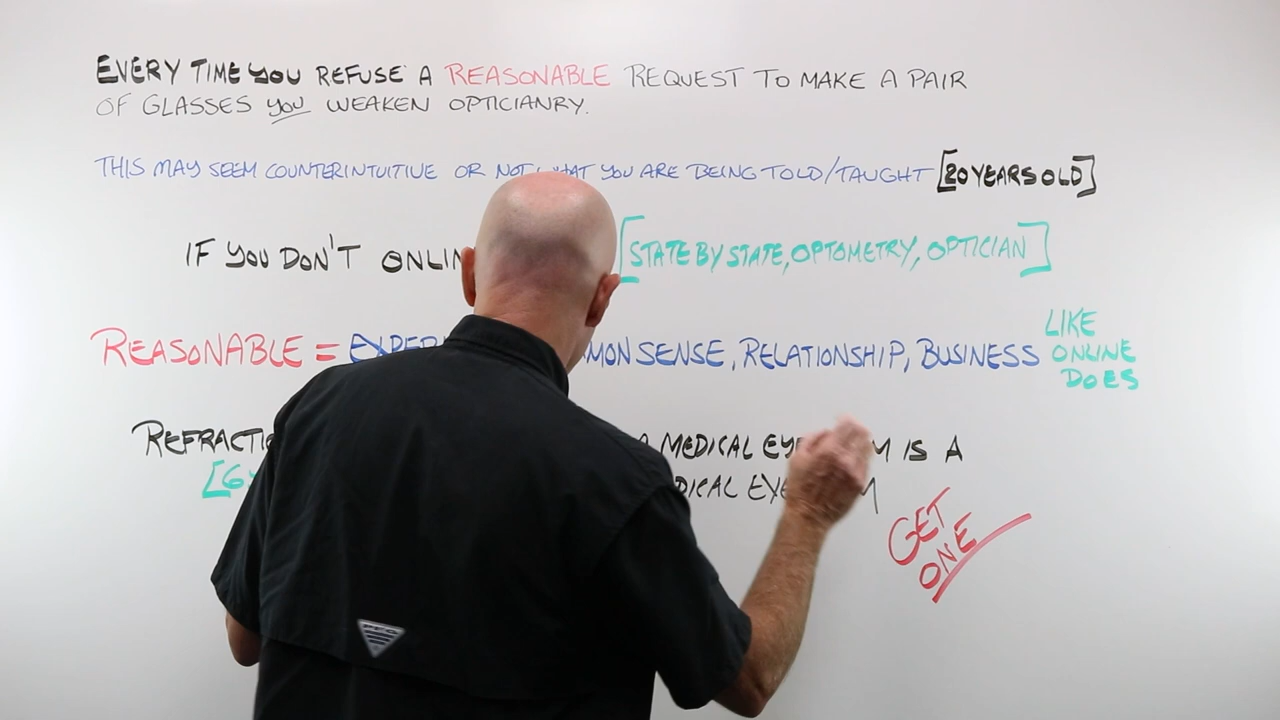 EVERY TIME YOU REFUSE A REASONABLE REQUEST TO MAKE A PAIR
OF GLASSES YOU WEAKEN OPTICIANRY.
THIS MAY SEEM COUNTERINTUITIVE OR NOT WHAT YOU ARE BEING TOLD/TAUGHT [20 YEARS OLD]
IF YOU DON'T ONLIN [STATE BY STATE, OPTOMETRY, OPTICIAN]
REASONABLE = EXPER MON SENSE, RELATIONSHIP, BUSINESS LIKE
ONLINE
DOES
REFRACTI A MEDICAL EYE M IS A
[6 DICAL EYE M
GET
ONE
PFG